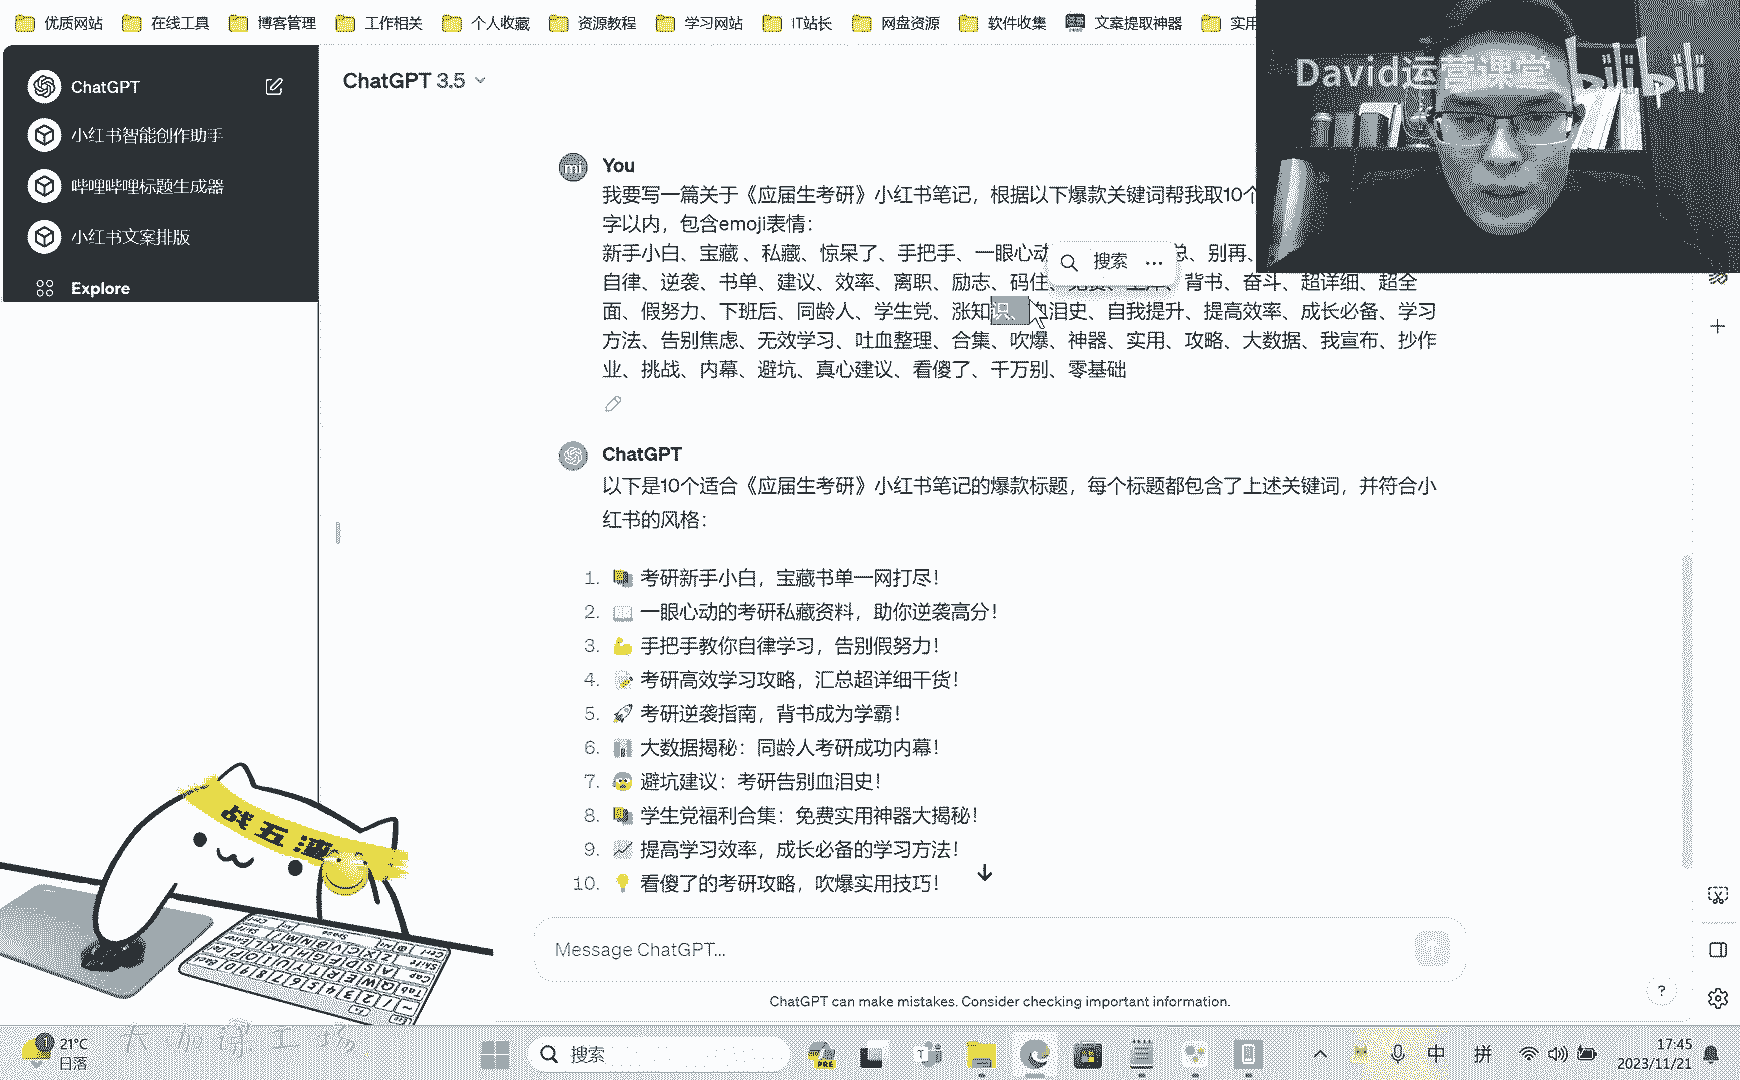 优质网站 在线工具 博客管理 工作相关 个人收藏 资源教程 学习网站 IT站长 网盘资源 软件收集 文案提取神器 实用
David运营课堂 bilibili
ChatGPT
小红书智能创作助手
哔哩哔哩标题生成器
小红书文案排版
Explore
ChatGPT 3.5
You
我要写一篇关于《应届生考研》小红书笔记，根据以下爆款关键词帮我取10个
字以内，包含emoji表情：
新手小白、宝藏、私藏、惊呆了、手把手、一眼心动 总、别再、
搜索 ...
自律、逆袭、书单、建议、效率、离职、励志、码住、 背书、奋斗、超详细、超全
面、假努力、下班后、同龄人、学生党、涨知识、血泪史、自我提升、提高效率、成长必备、学习
方法、告别焦虑、无效学习、吐血整理、合集、吹爆、神器、实用、攻略、大数据、我宣布、抄作
业、挑战、内幕、避坑、真心建议、看傻了、千万别、零基础
ChatGPT
以下是10个适合《应届生考研》小红书笔记的爆款标题，每个标题都包含了上述关键词，并符合小
红书的风格：
1. 📚 考研新手小白，宝藏书单一网打尽！
2. 📖 一眼心动的考研私藏资料，助你逆袭高分！
3. 💪 手把手教你自律学习，告别假努力！
4. 📝 考研高效学习攻略，汇总超详细干货！
5. 🚀 考研逆袭指南，背书成为学霸！
6. 📊 大数据揭秘：同龄人考研成功内幕！
7. 😰 避坑建议：考研告别血泪史！
8. 📚 学生党福利合集：免费实用神器大揭秘！
9. 📈 提高学习效率，成长必备的学习方法！
10. 💡 看傻了的考研攻略，吹爆实用技巧！
Message ChatGPT...
ChatGPT can make mistakes. Consider checking important information.
?
战五渣
大咖课工场
1
21°C
日落
搜索
PRE
中 拼
17:45
2023/11/21